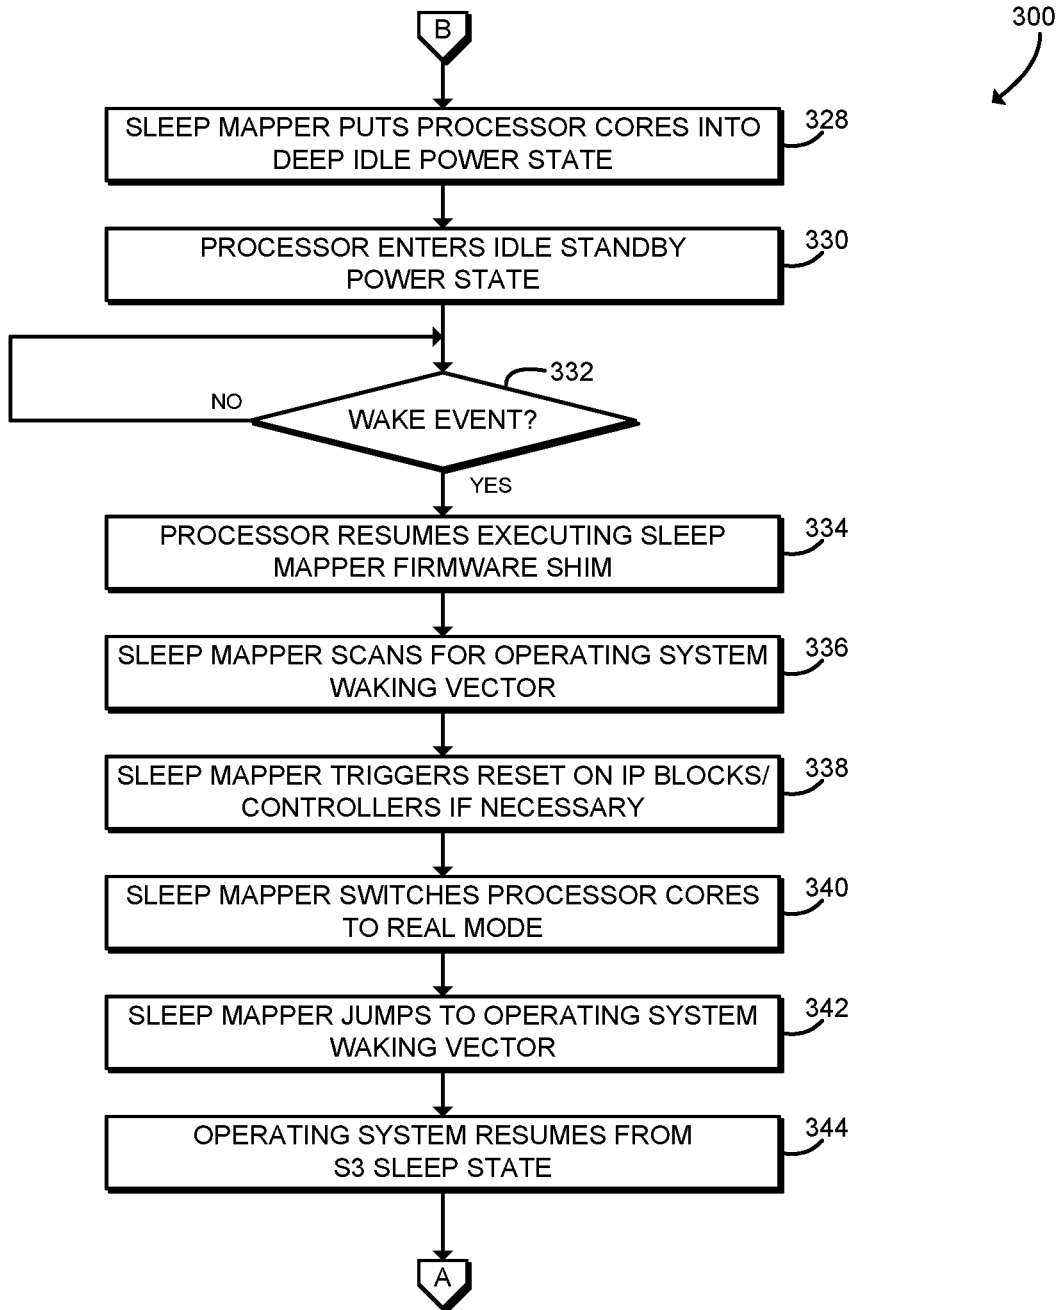 B
300
SLEEP MAPPER PUTS PROCESSOR CORES INTO
DEEP IDLE POWER STATE
328
PROCESSOR ENTERS IDLE STANDBY
POWER STATE
330
332
NO
WAKE EVENT?
YES
PROCESSOR RESUMES EXECUTING SLEEP
MAPPER FIRMWARE SHIM
334
SLEEP MAPPER SCANS FOR OPERATING SYSTEM
WAKING VECTOR
336
SLEEP MAPPER TRIGGERS RESET ON IP BLOCKS/
CONTROLLERS IF NECESSARY
338
SLEEP MAPPER SWITCHES PROCESSOR CORES
TO REAL MODE
340
SLEEP MAPPER JUMPS TO OPERATING SYSTEM
WAKING VECTOR
342
OPERATING SYSTEM RESUMES FROM
S3 SLEEP STATE
344
A